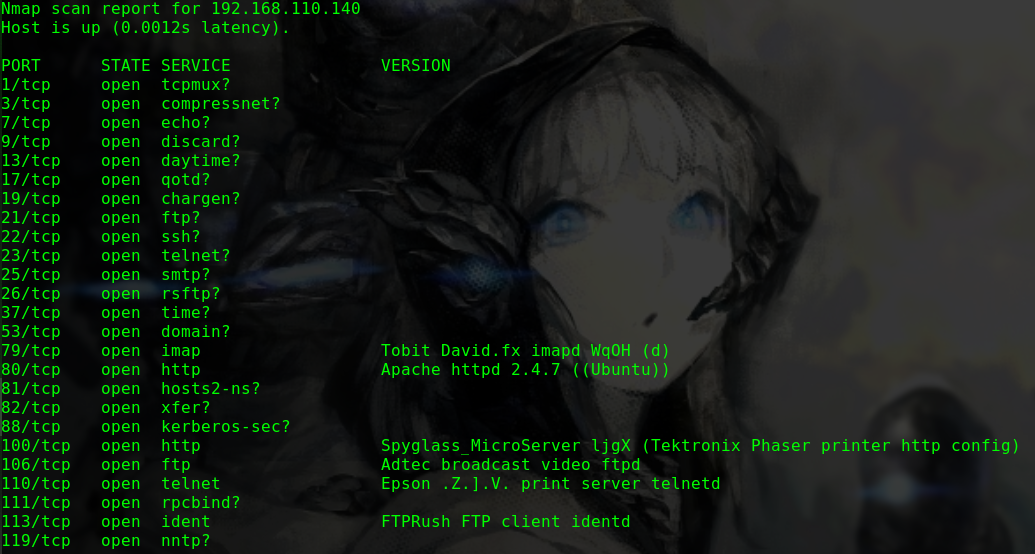 Nmap scan report for 192.168.110.140
Host is up (0.0012s latency).
PORT STATE SERVICE VERSION
1/tcp open tcpmux?
3/tcp open compressnet?
7/tcp open echo?
9/tcp open discard?
13/tcp open daytime?
17/tcp open qotd?
19/tcp open chargen?
21/tcp open ftp?
22/tcp open ssh?
23/tcp open telnet?
25/tcp open smtp?
26/tcp open rsftp?
37/tcp open time?
53/tcp open domain?
79/tcp open imap Tobit David.fx imapd WqOH (d)
80/tcp open http Apache httpd 2.4.7 ((Ubuntu))
81/tcp open hosts2-ns?
82/tcp open xfer?
88/tcp open kerberos-sec?
100/tcp open http Spyglass_MicroServer ljgX (Tektronix Phaser printer http config)
106/tcp open ftp Adtec broadcast video ftpd
110/tcp open telnet Epson .Z.].V. print server telnetd
111/tcp open rpcbind?
113/tcp open ident FTPRush FTP client identd
119/tcp open nntp?